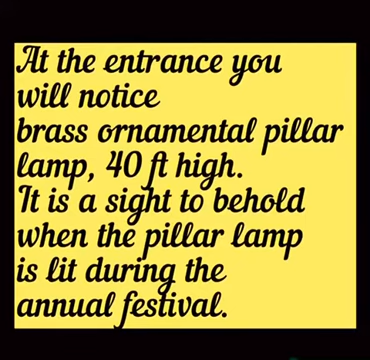 At the entrance you
will notice
brass ornamental pillar
lamp, 40 ft high.
It is a sight to behold
when the pillar lamp
is lit during the
annual festival.